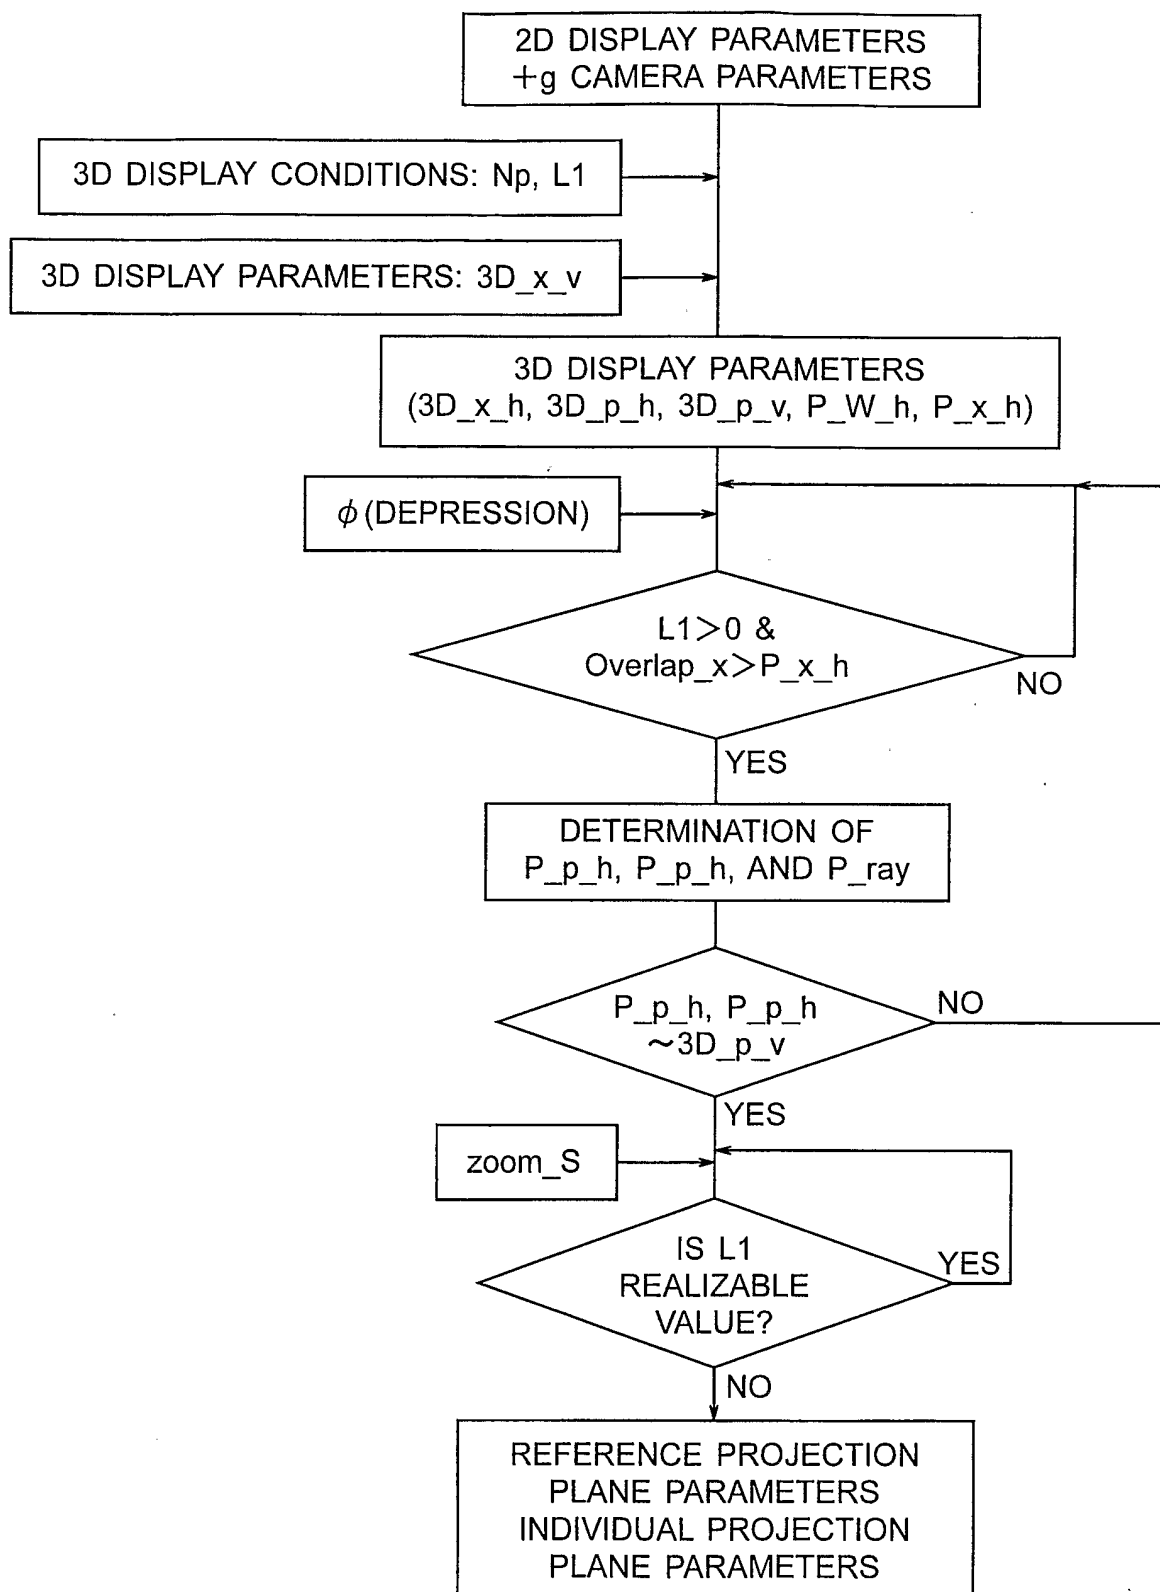 2D DISPLAY PARAMETERS
+g CAMERA PARAMETERS
3D DISPLAY CONDITIONS: Np, L1
3D DISPLAY PARAMETERS: 3D_x_v
3D DISPLAY PARAMETERS
(3D_x_h, 3D_p_h, 3D_p_v, P_W_h, P_x_h)
φ(DEPRESSION)
L1>0 &
Overlap_x>P_x_h
NO
YES
DETERMINATION OF
P_p_h, P_p_h, AND P_ray
P_p_h, P_p_h
~3D_p_v
NO
YES
zoom_S
IS L1
REALIZABLE
VALUE?
YES
NO
REFERENCE PROJECTION
PLANE PARAMETERS
INDIVIDUAL PROJECTION
PLANE PARAMETERS